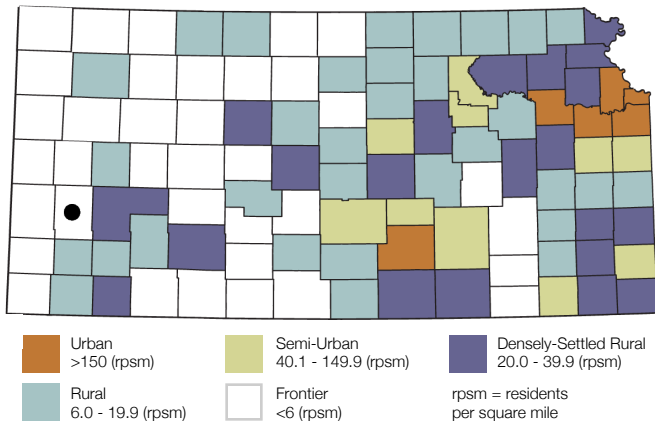 Urban
>150 (rpsm)
Semi-Urban
40.1 - 149.9 (rpsm)
Densely-Settled Rural
20.0 - 39.9 (rpsm)
Rural
6.0 - 19.9 (rpsm)
Frontier
<6 (rpsm)
rpsm = residents
per square mile